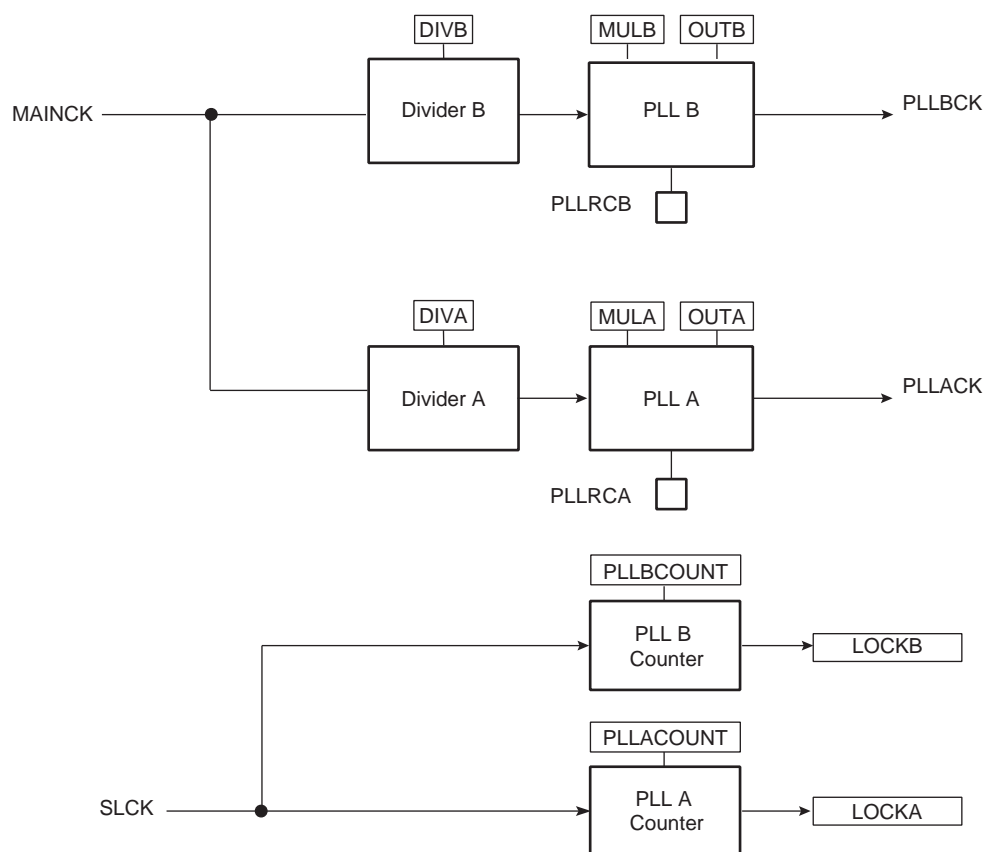 DIVB
MULB
OUTB
MAINCK
Divider B
PLL B
PLLBCK
PLLRCB
DIVA
MULA
OUTA
Divider A
PLL A
PLLACK
PLLRCA
PLLBCOUNT
PLL B
Counter
LOCKB
PLLACOUNT
SLCK
PLL A
Counter
LOCKA